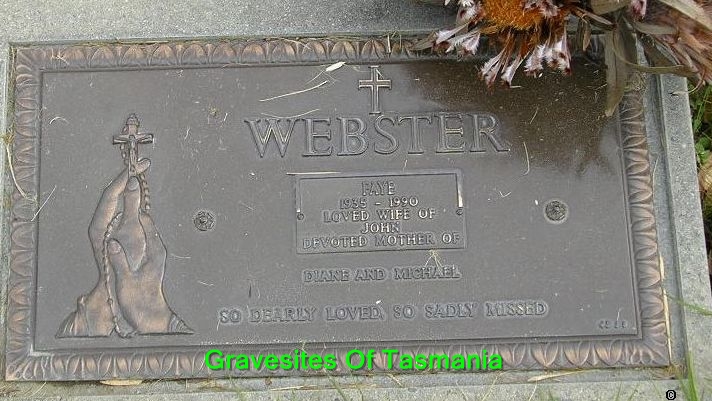 WEBSTER
FAYE
1935 - 1990
LOVED WIFE OF
JOHN
DEVOTED MOTHER OF
DIANE AND MICHAEL
SO DEARLY LOVED, SO SADLY MISSED
Gravesites Of Tasmania
©